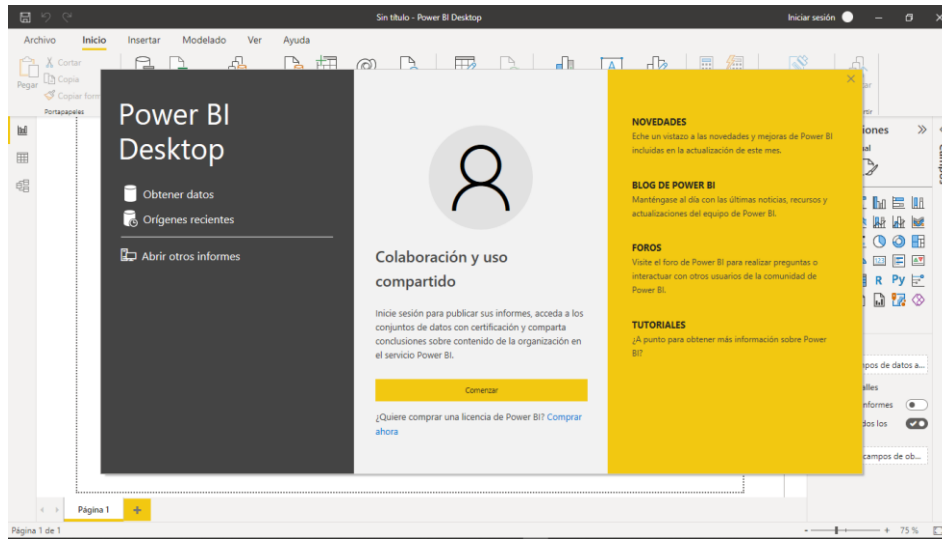 Sin título - Power BI Desktop
Iniciar sesión
Archivo Inicio Insertar Modelado Ver Ayuda
Pegar
Cortar
Copia
Copiar form
Portapapeles
Power BI
Desktop
Obtener datos
Orígenes recientes
Abrir otros informes
Colaboración y uso
compartido
Inicie sesión para publicar sus informes, acceda a los
conjuntos de datos con certificación y comparta
conclusiones sobre contenido de la organización en
el servicio Power BI.
Comenzar
¿Quiere comprar una licencia de Power BI? Comprar
ahora
NOVEDADES
Eche un vistazo a las novedades y mejoras de Power BI
incluidas en la actualización de este mes.
BLOG DE POWER BI
Manténgase al día con las últimas noticias, recursos y
actualizaciones del equipo de Power BI.
FOROS
Visite el foro de Power BI para realizar preguntas o
interactuar con otros usuarios de la comunidad de
Power BI.
TUTORIALES
¿A punto para obtener más información sobre Power
BI?
iones
R Py
pos de datos a...
alles
nformes
dos los
campos de ob...
Página 1
Página 1 de 1
75 %